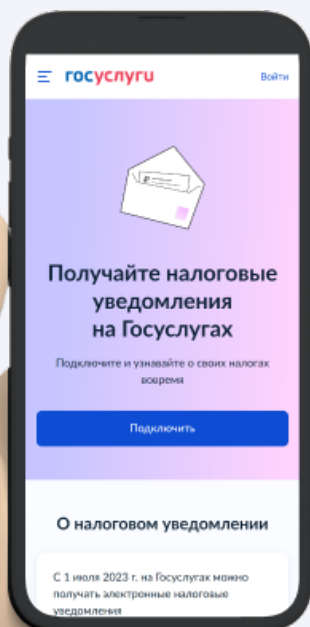 госуслуги
Войти
Получайте налоговые
уведомления
на Госуслугах
Подключите и узнавайте о своих налогах
вовремя
Подключить
О налоговом уведомлении
С 1 июля 2023 г. на Госуслугах можно
получать электронные налоговые
уведомления